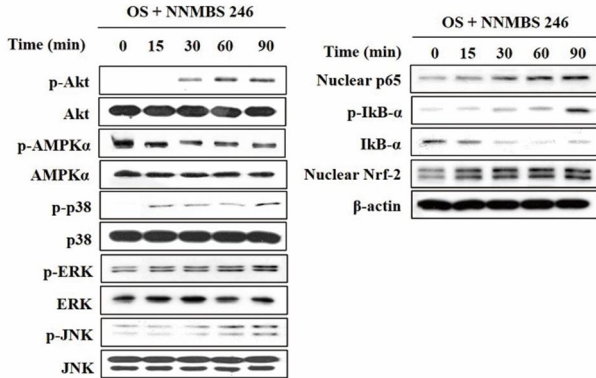 OS + NNMBS 246
Time (min) 0 15 30 60 90
p-Akt
Akt
p-AMPKα
AMPKα
p-p38
p38
p-ERK
ERK
p-JNK
JNK
OS + NNMBS 246
Time (min) 0 15 30 60 90
Nuclear p65
p-IkB-α
IkB-α
Nuclear Nrf-2
β-actin